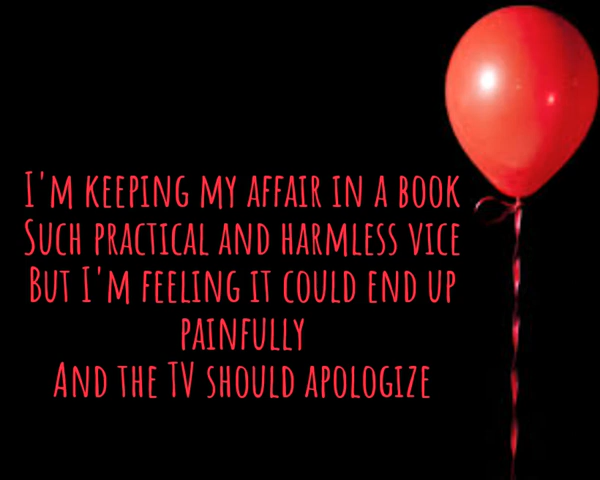 I'm keeping my affair in a book
Such practical and harmless vice
But I'm feeling it could end up
painfully
And the TV should apologize